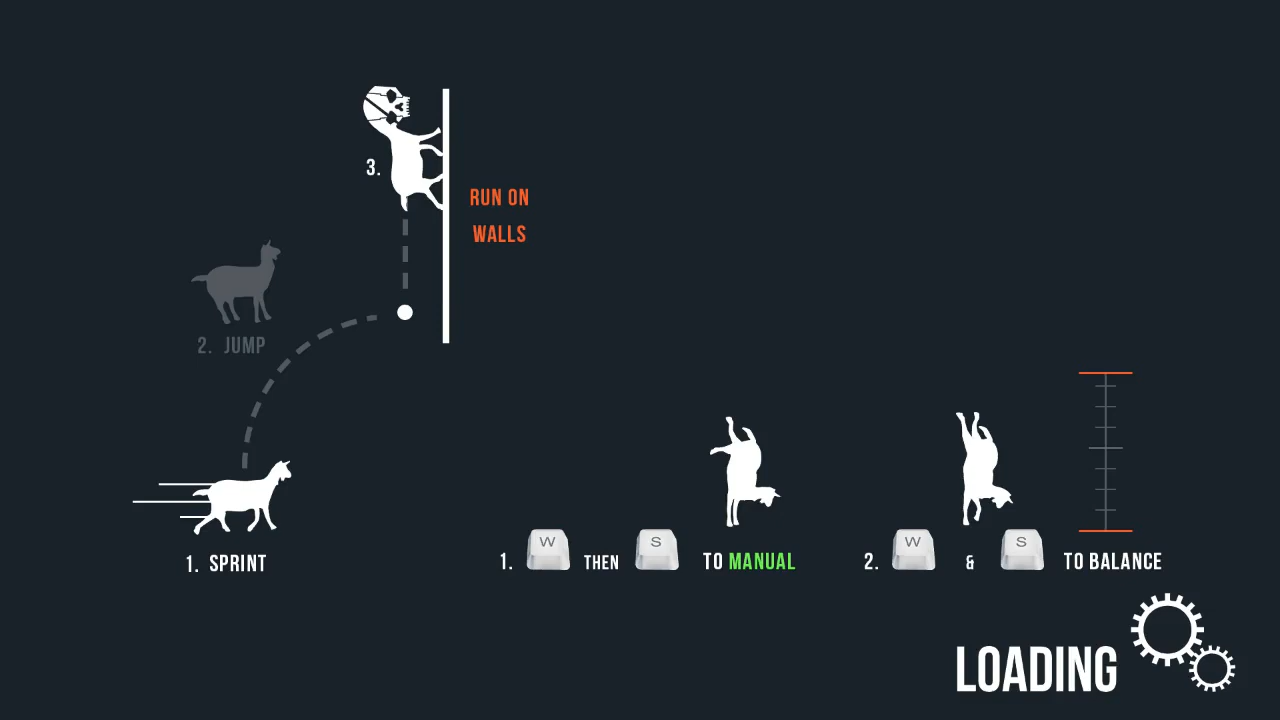 3.
RUN ON
WALLS
2. JUMP
1. SPRINT
1. W THEN S TO MANUAL
2. W & S TO BALANCE
LOADING